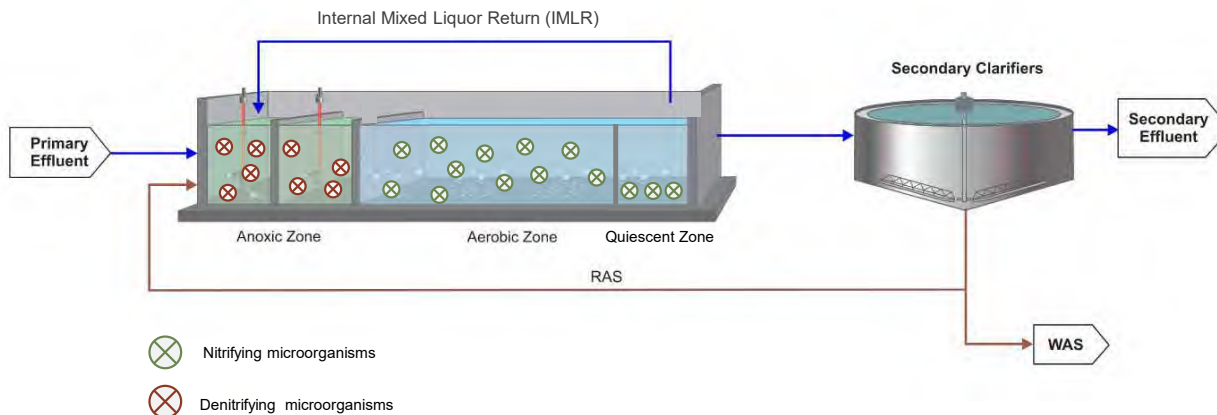 Internal Mixed Liquor Return (IMLR)
Secondary Clarifiers
Primary
Effluent
Secondary
Effluent
Anoxic Zone
Aerobic Zone
Quiescent Zone
RAS
WAS
Nitrifying microorganisms
Denitrifying microorganisms